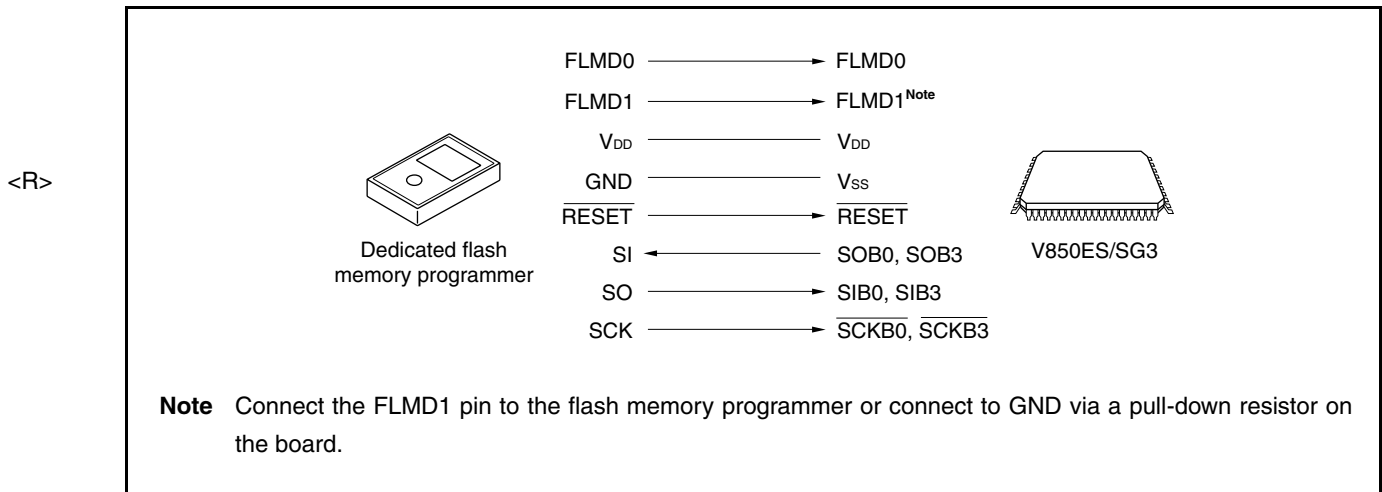 FLMD0 FLMD0
FLMD1 FLMD1Note
VDD VDD
<R>
GND VSS
RESET RESET
Dedicated flash
memory programmer
SI SOB0, SOB3
V850ES/SG3
SO SIB0, SIB3
SCK SCKB0, SCKB3
Note Connect the FLMD1 pin to the flash memory programmer or connect to GND via a pull-down resistor on
the board.